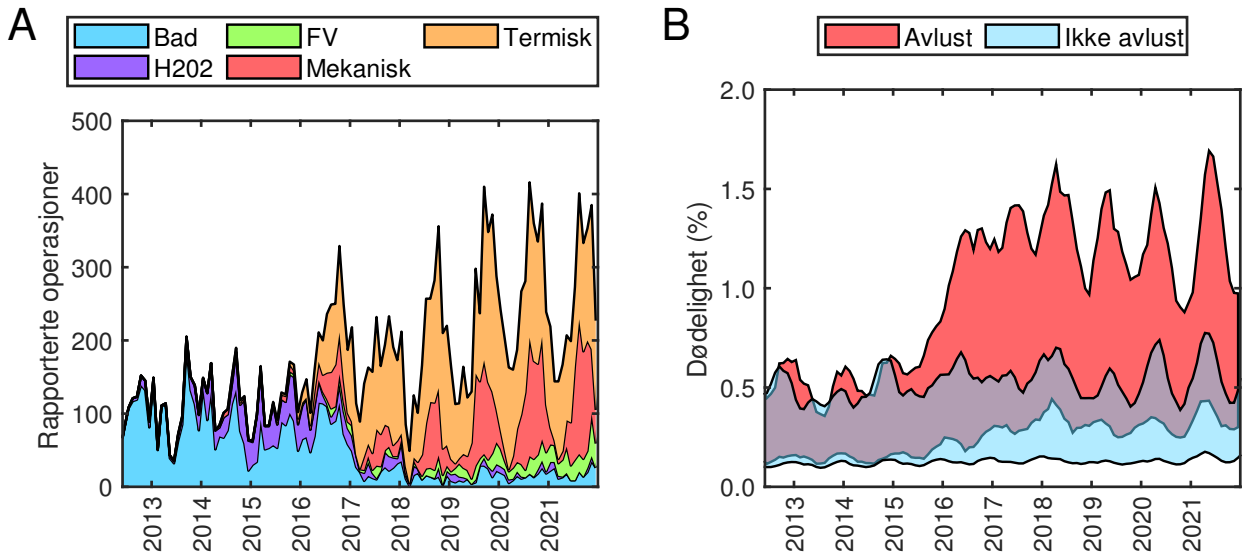 A
Bad FV Termisk
H202 Mekanisk
Rapporterte operasjoner
500
400
300
200
100
0
2013 2014 2015 2016 2017 2018 2019 2020 2021
B
Avlust Ikke avlust
Dødelighet (%)
2.0
1.5
1.0
0.5
0.0
2013 2014 2015 2016 2017 2018 2019 2020 2021